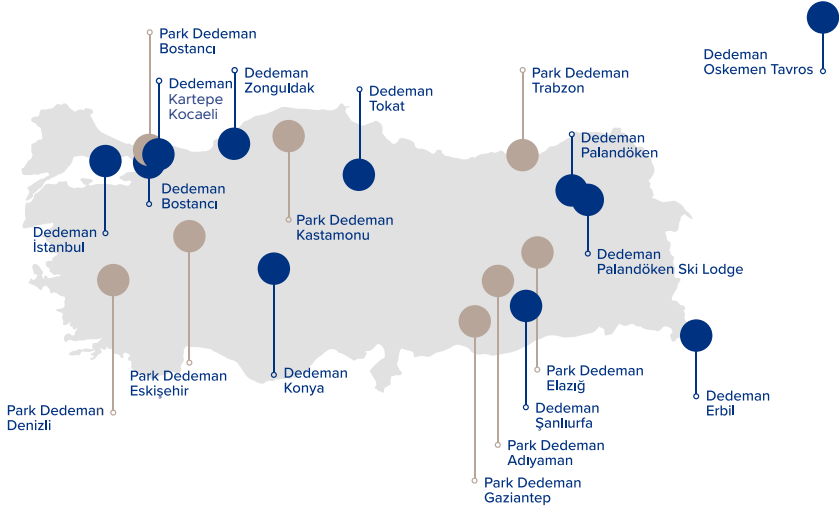 Park Dedeman
Bostancı
Dedeman
Oskemen Tavros
Dedeman
Kartepe
Kocaeli
Dedeman
Zonguldak
Dedeman
Tokat
Park Dedeman
Trabzon
Dedeman
Palandöken
Dedeman
Bostancı
Park Dedeman
Kastamonu
Dedeman
İstanbul
Dedeman
Palandöken Ski Lodge
Park Dedeman
Eskişehir
Dedeman
Konya
Park Dedeman
Elazığ
Dedeman
Erbil
Park Dedeman
Denizli
Dedeman
Şanlıurfa
Park Dedeman
Adıyaman
Park Dedeman
Gaziantep